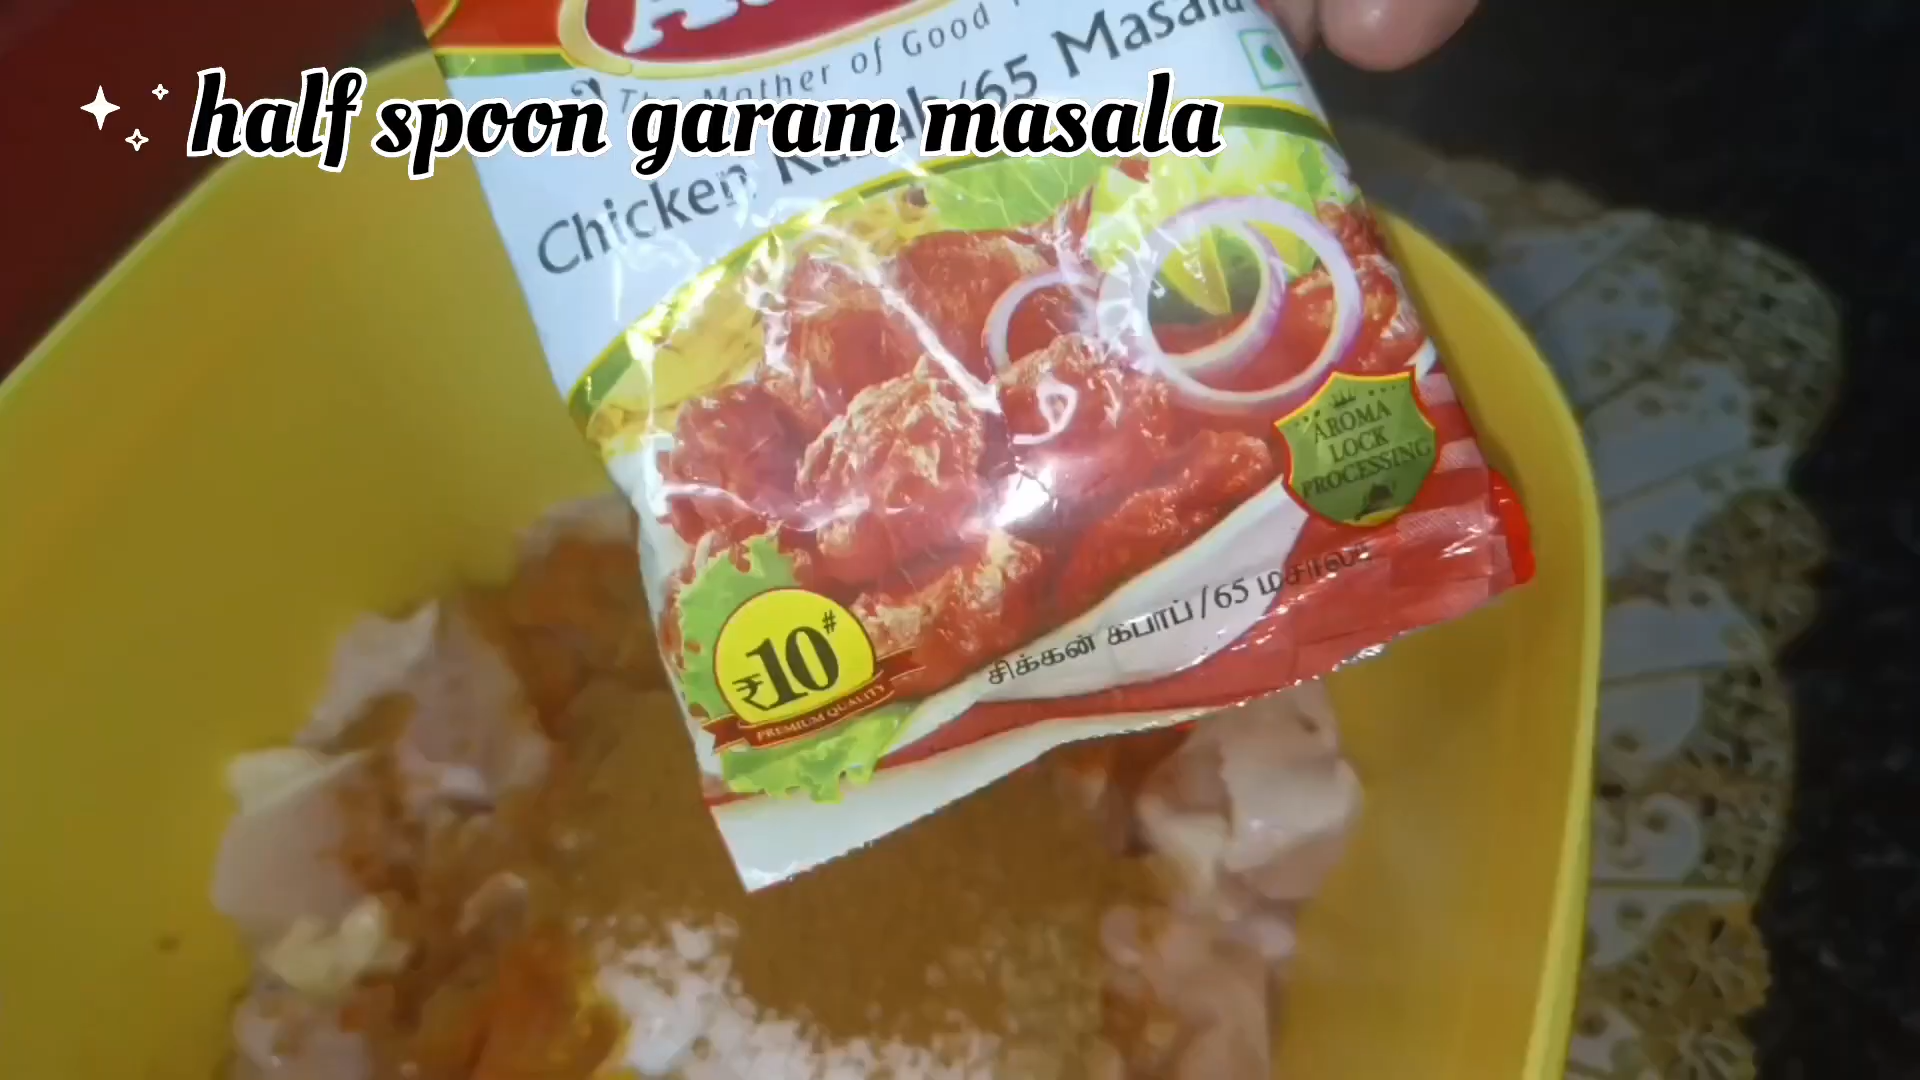 The Mother of Good
half spoon garam masala
Chicken /65 Masala
AROMA
LOCK
PROCESSING
₹10#
PREMIUM QUALITY
சிக்கன் கபாப்/65 மசாலா